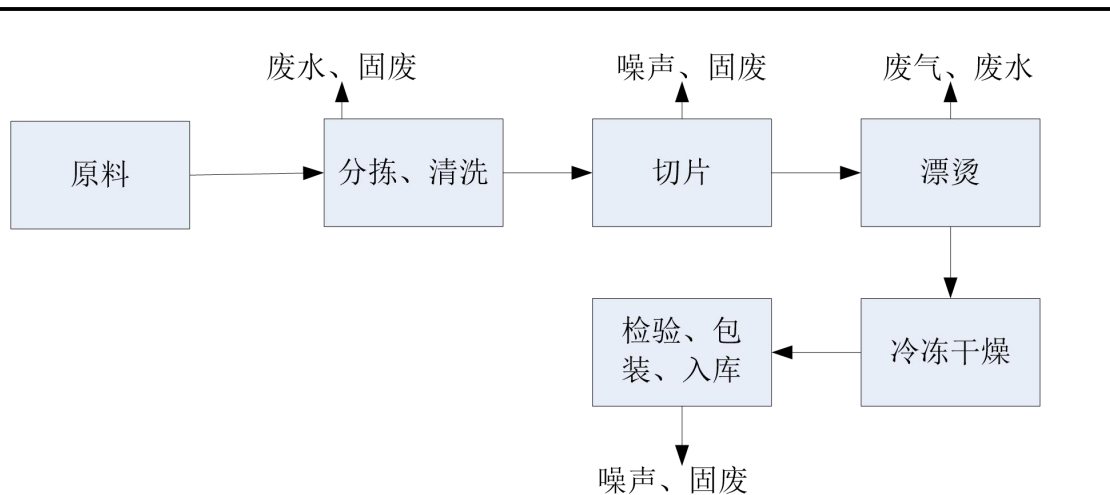 废水、固废
噪声、固废
废气、废水
原料
分拣、清洗
切片
漂烫
检验、包
装、入库
冷冻干燥
噪声、固废